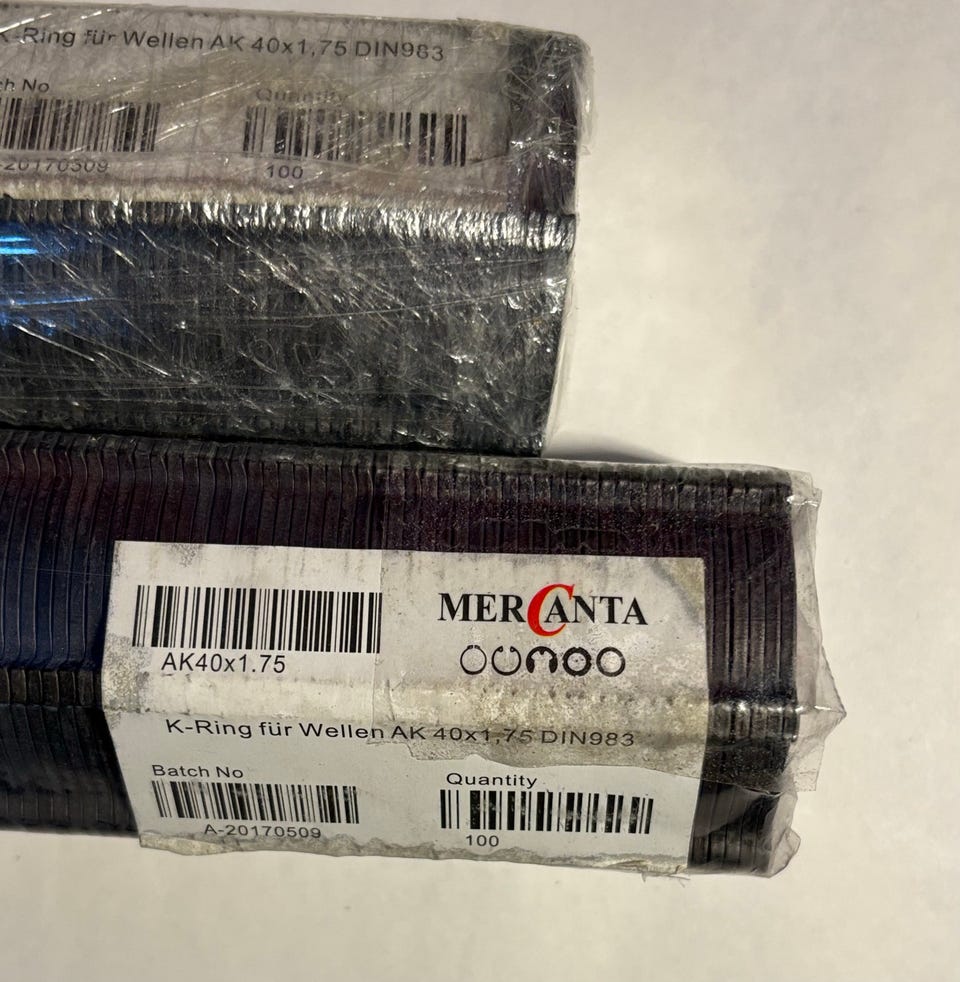 -Ring für Wellen AK 40x1,75 DIN983
ch No
Quantity
-20170509
100
MERCANTA
AK40x1.75
K-Ring für Wellen AK 40x1,75 DIN983
Batch No
Quantity
A-20170509
100